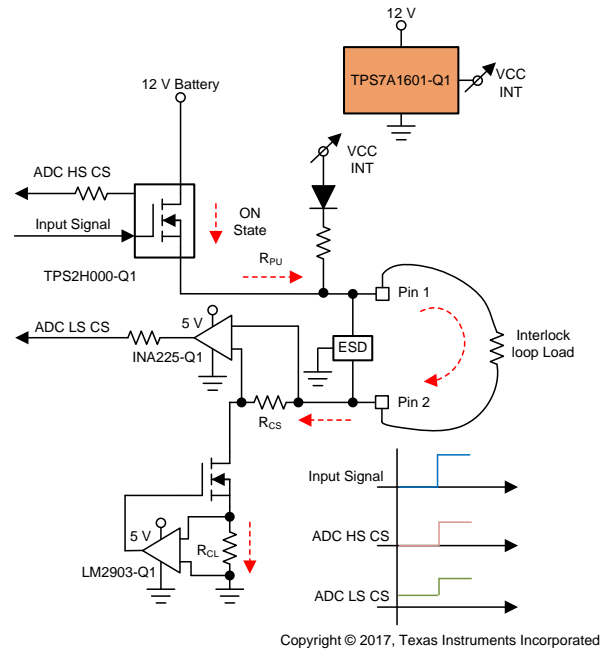 12 V
TPS7A1601-Q1
VCC
INT
12 V Battery
VCC
INT
ADC HS CS
Input Signal
ON
State
TPS2H000-Q1
RPU
Pin 1
ADC LS CS
5 V
INA225-Q1
ESD
Interlock
loop Load
RCS
Pin 2
5 V
RCL
LM2903-Q1
Input Signal
ADC HS CS
ADC LS CS
Copyright © 2017, Texas Instruments Incorporated